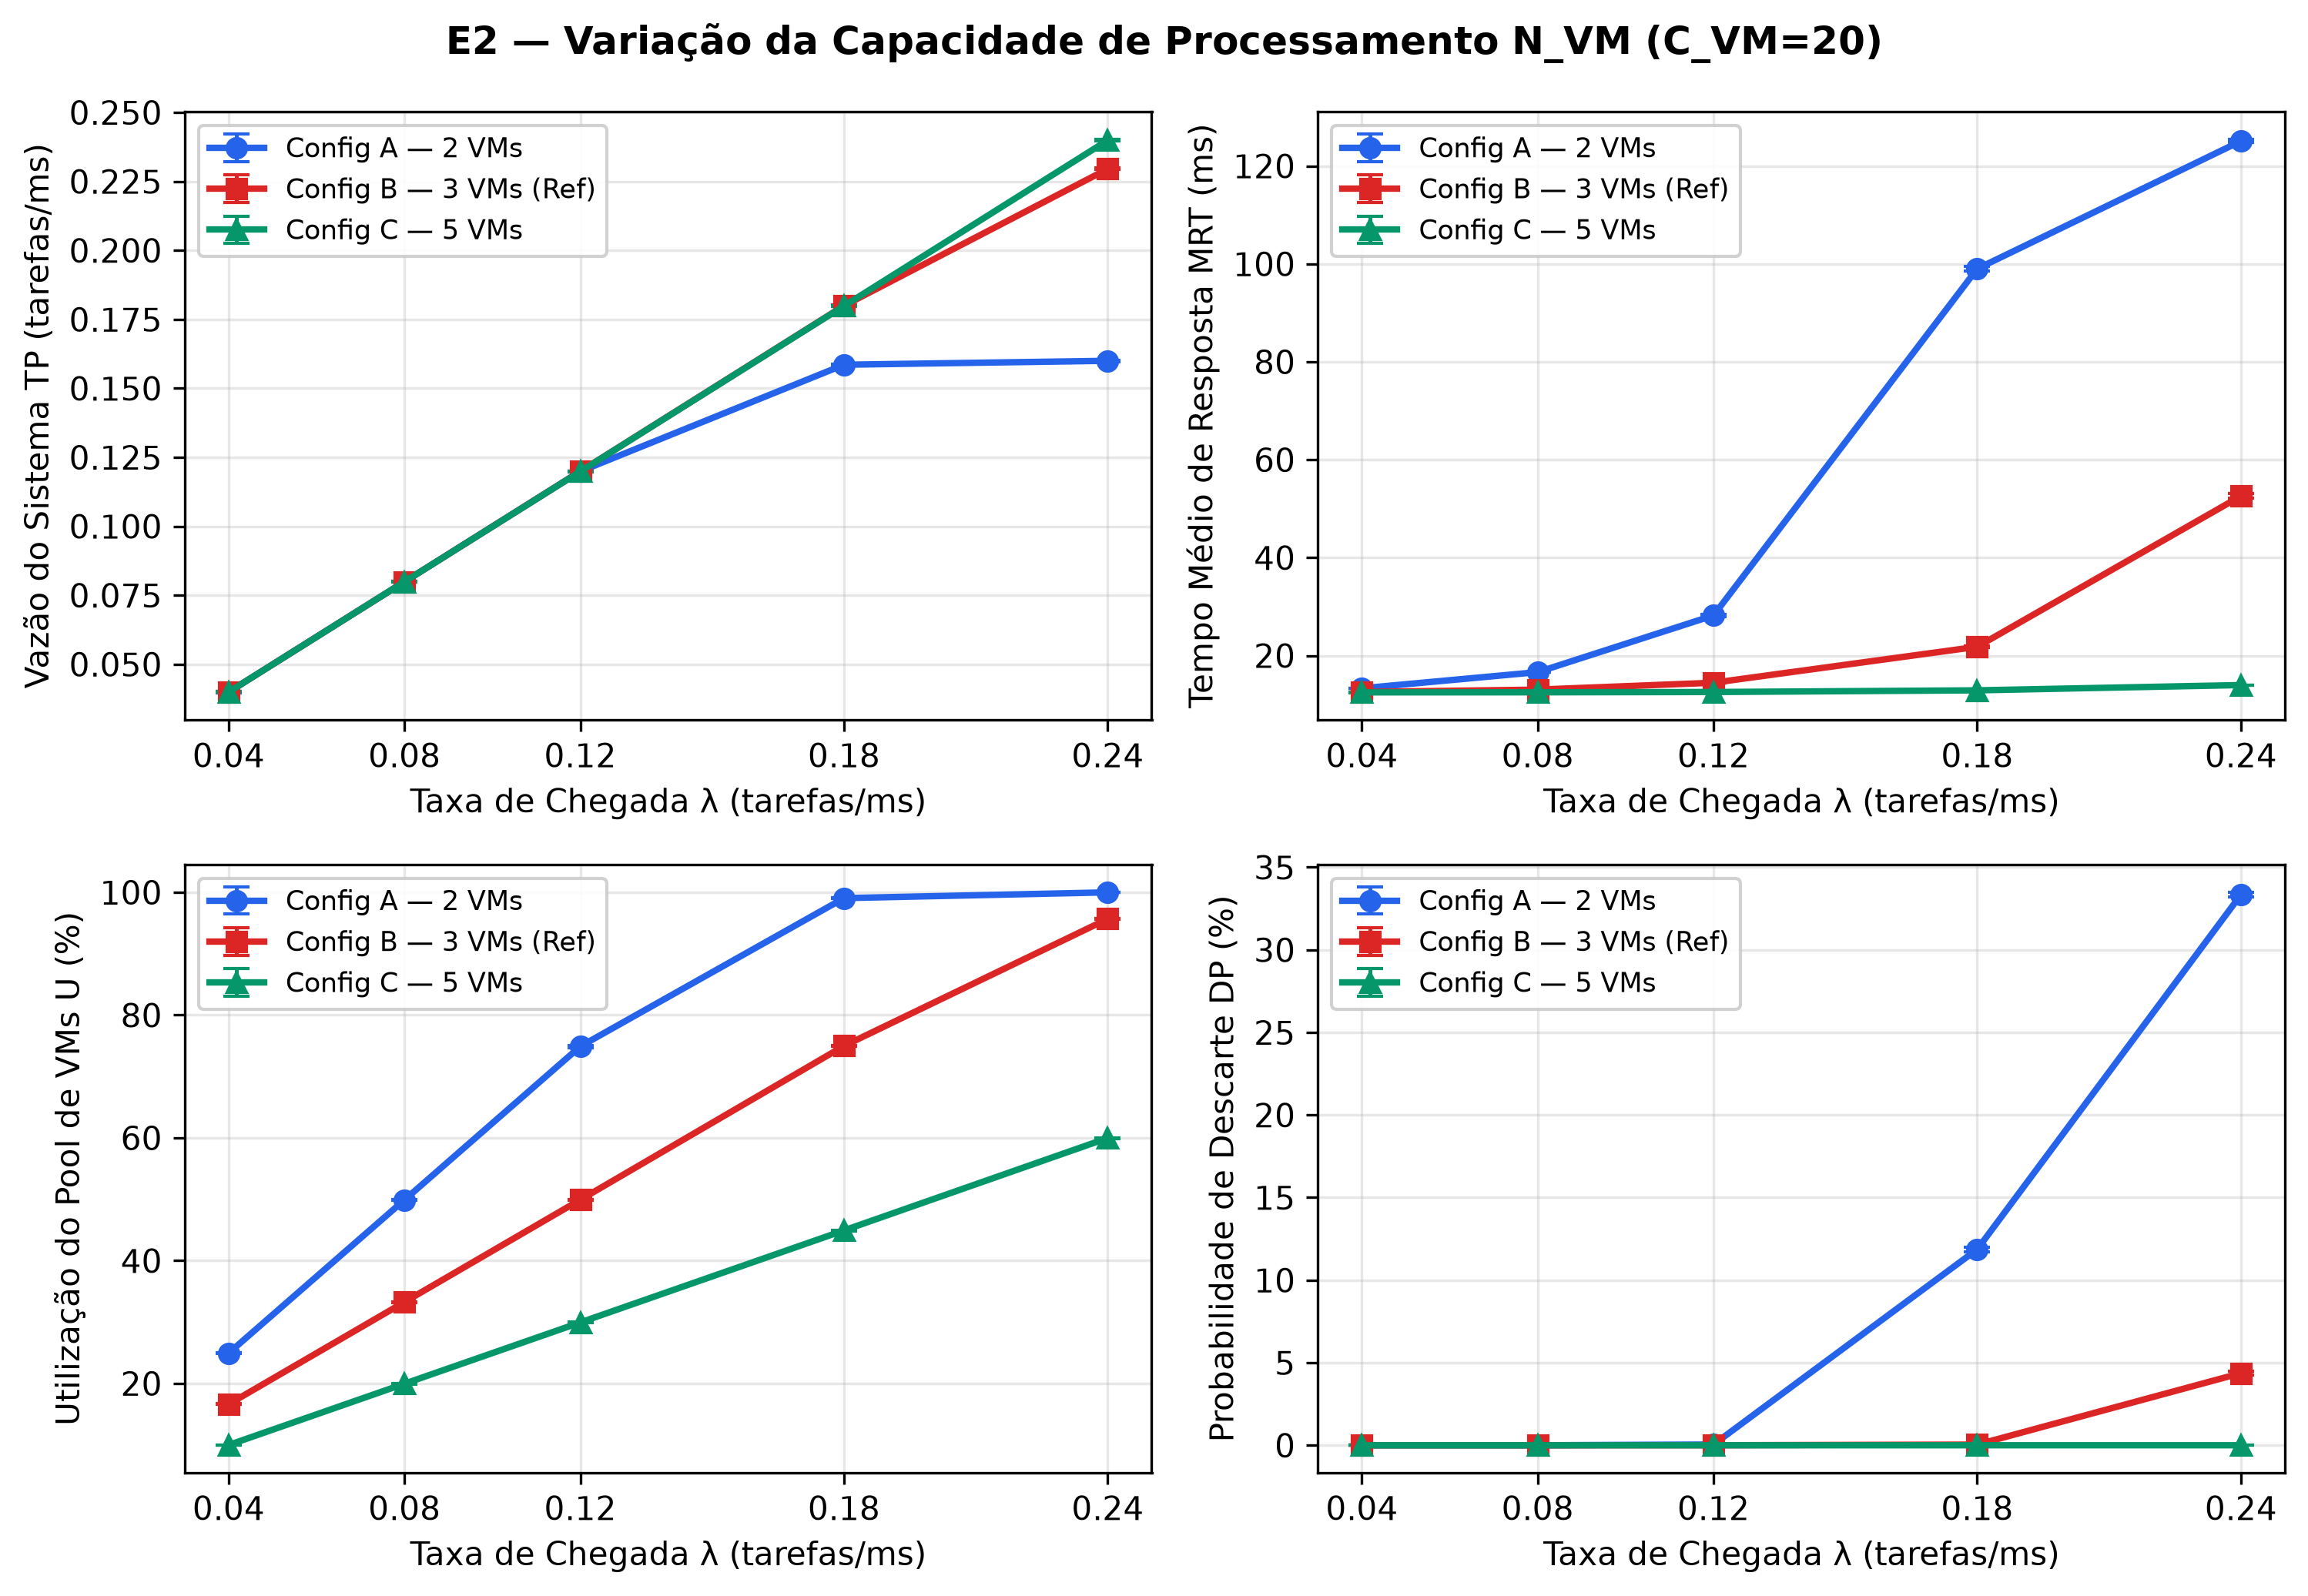 E2 — Variação da Capacidade de Processamento N_VM (C_VM=20)
Vazão do Sistema TP (tarefas/ms)
0.250
0.225
0.200
0.175
0.150
0.125
0.100
0.075
0.050
Config A — 2 VMs
Config B — 3 VMs (Ref)
Config C — 5 VMs
0.04 0.08 0.12 0.18 0.24
Taxa de Chegada λ (tarefas/ms)
Tempo Médio de Resposta MRT (ms)
120
100
80
60
40
20
Config A — 2 VMs
Config B — 3 VMs (Ref)
Config C — 5 VMs
0.04 0.08 0.12 0.18 0.24
Taxa de Chegada λ (tarefas/ms)
Utilização do Pool de VMs U (%)
100
80
60
40
20
Config A — 2 VMs
Config B — 3 VMs (Ref)
Config C — 5 VMs
0.04 0.08 0.12 0.18 0.24
Taxa de Chegada λ (tarefas/ms)
Probabilidade de Descarte DP (%)
35
30
25
20
15
10
5
0
Config A — 2 VMs
Config B — 3 VMs (Ref)
Config C — 5 VMs
0.04 0.08 0.12 0.18 0.24
Taxa de Chegada λ (tarefas/ms)